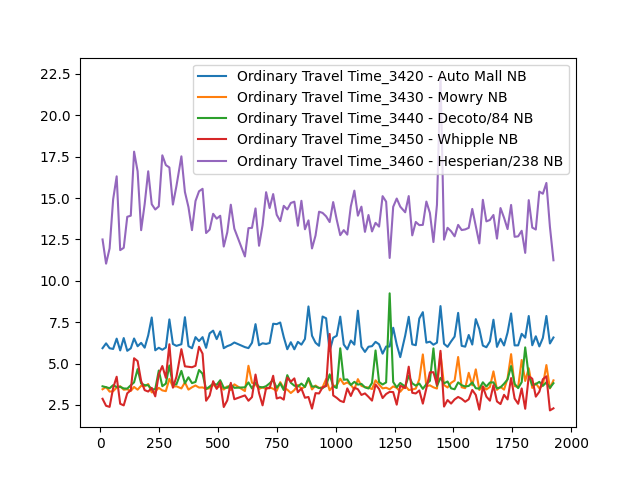 22.5
20.0
17.5
15.0
12.5
10.0
7.5
5.0
2.5
Ordinary Travel Time_3420 - Auto Mall NB
Ordinary Travel Time_3430 - Mowry NB
Ordinary Travel Time_3440 - Decoto/84 NB
Ordinary Travel Time_3450 - Whipple NB
Ordinary Travel Time_3460 - Hesperian/238 NB
0 250 500 750 1000 1250 1500 1750 2000